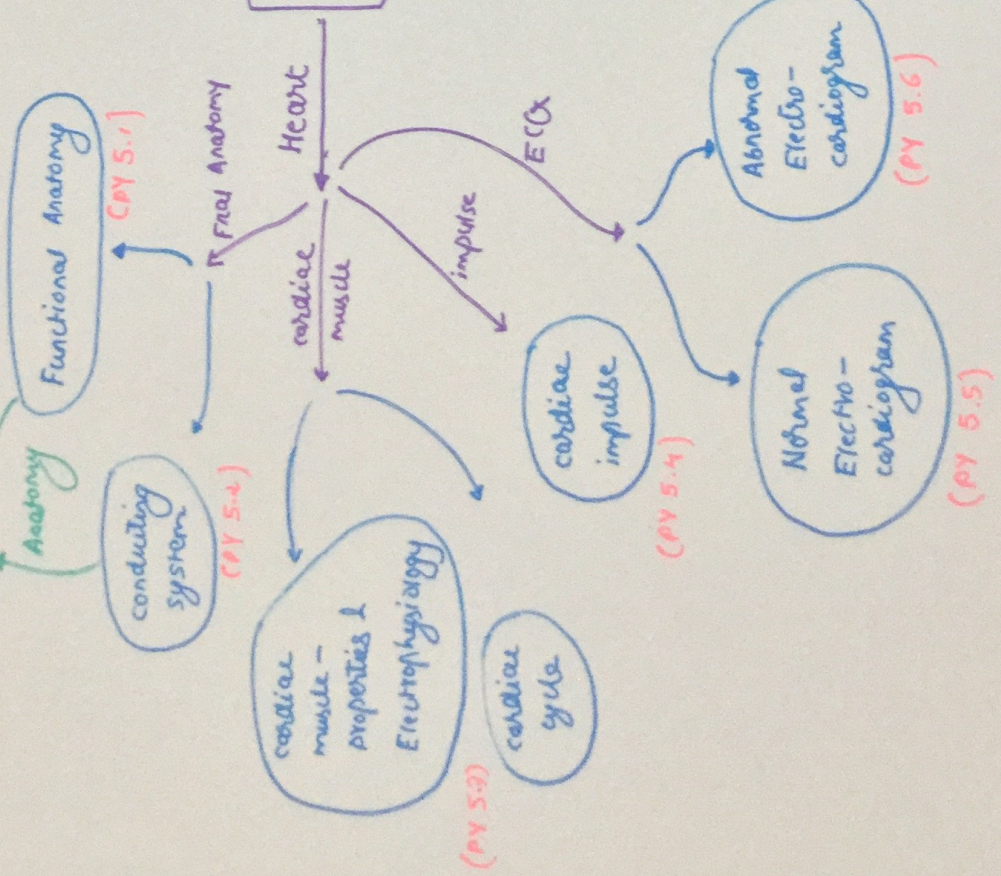 Anatomy
Functional Anatomy
(PY 5.1)
conducting
system
(PY 5.2)
Fnal Anatomy
Heart
cardiac
muscle
cardiac
muscle -
properties &
Electrophysiology
(PY 5.3)
cardiac
cycle
impulse
cardiac
impulse
(PY 5.4)
ECG
Abnormal
Electro-
cardiogram
(PY 5.6)
Normal
Electro-
cardiogram
(PY 5.5)